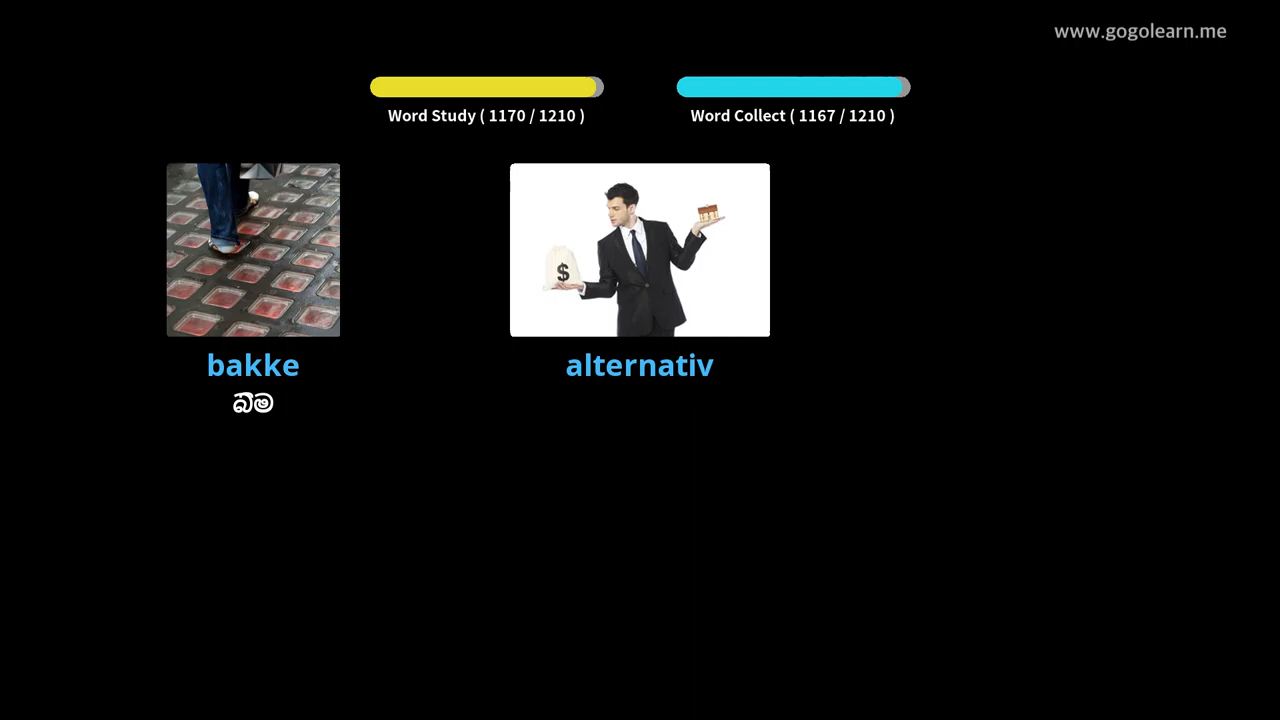 www.gogolearn.me
Word Study ( 1170 / 1210 )
Word Collect ( 1167 / 1210 )
bakke
බිම
alternativ
$